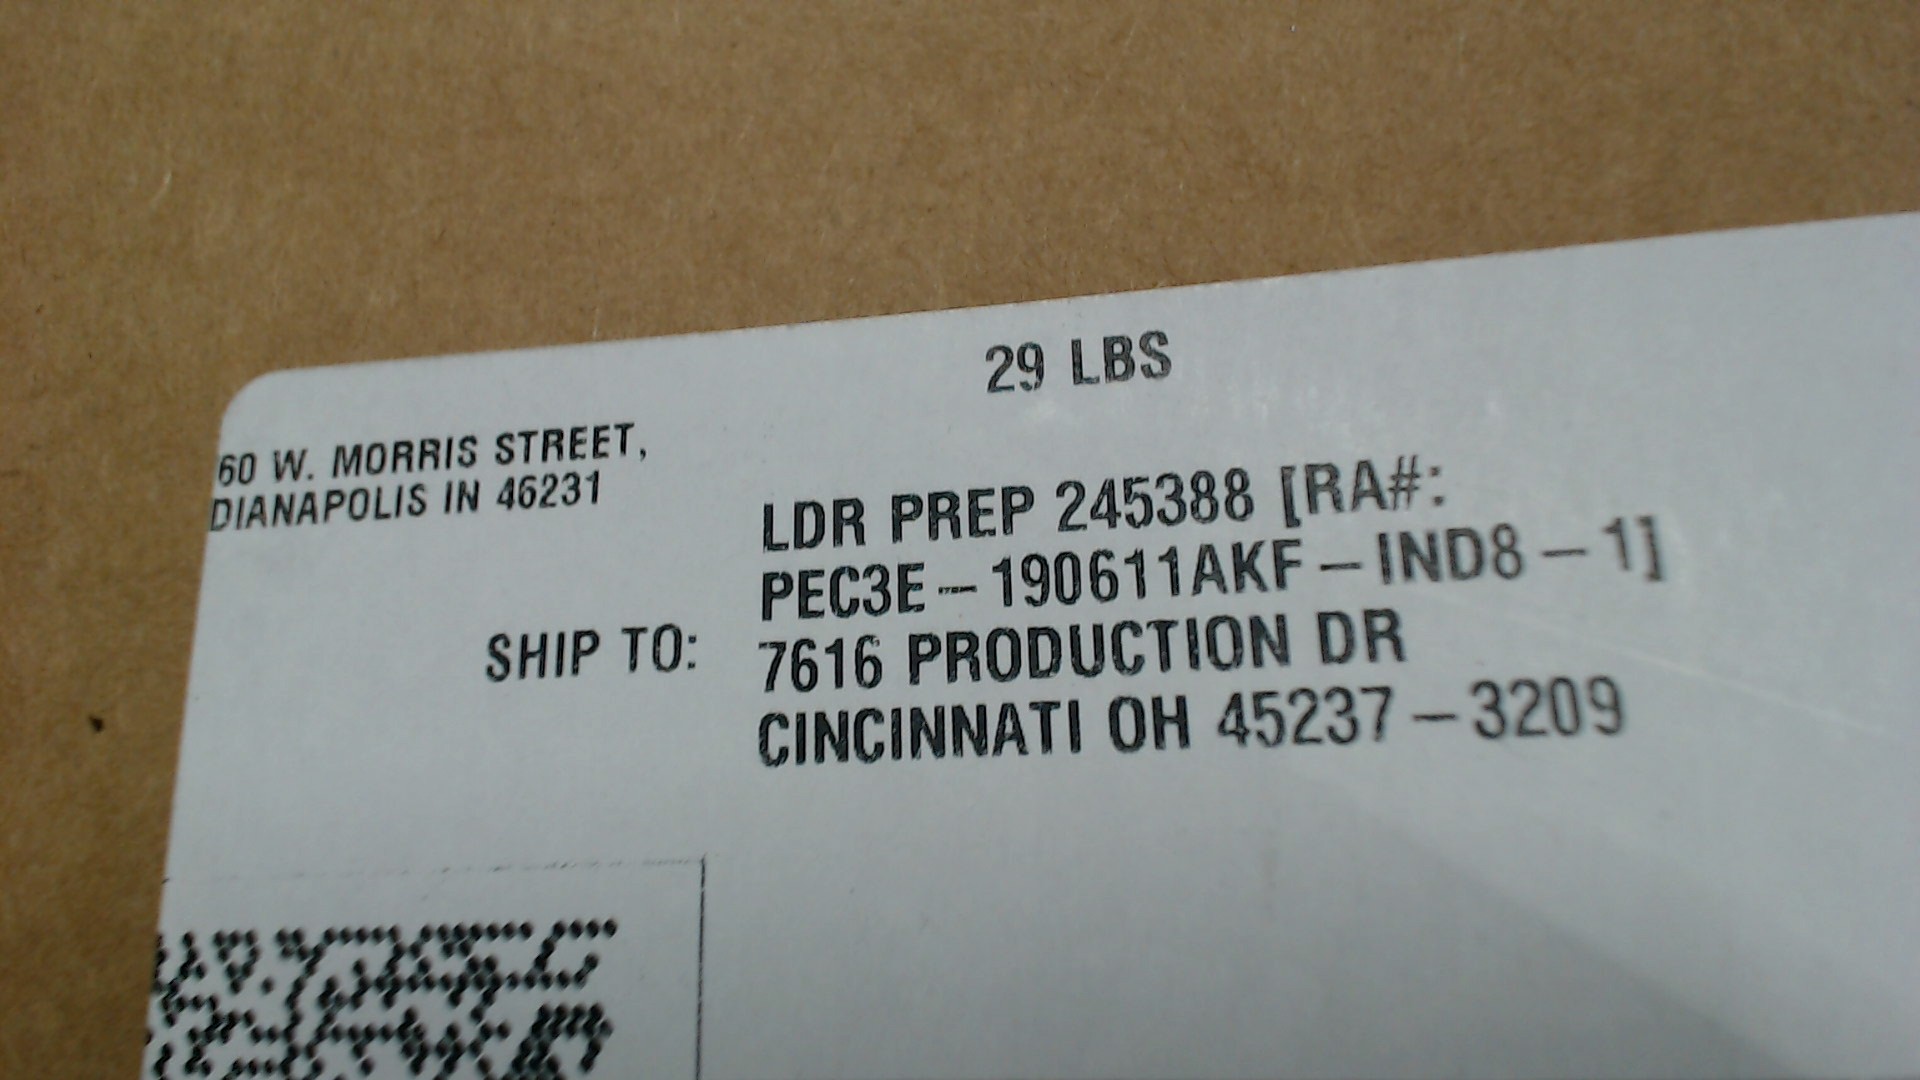 29 LBS
60 W. MORRIS STREET,
DIANAPOLIS IN 46231
LDR PREP 245388 [RA#:
PEC3E-190611AKF-IND8-1]
SHIP TO: 7616 PRODUCTION DR
CINCINNATI OH 45237-3209